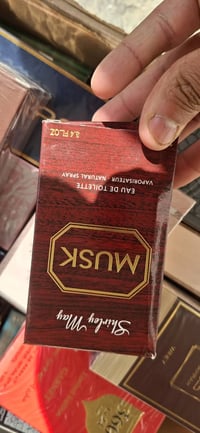 Shirley May
MUSK
EAU DE TOILETTE
VAPORISATEUR - NATURAL SPRAY
3.4 FL.OZ